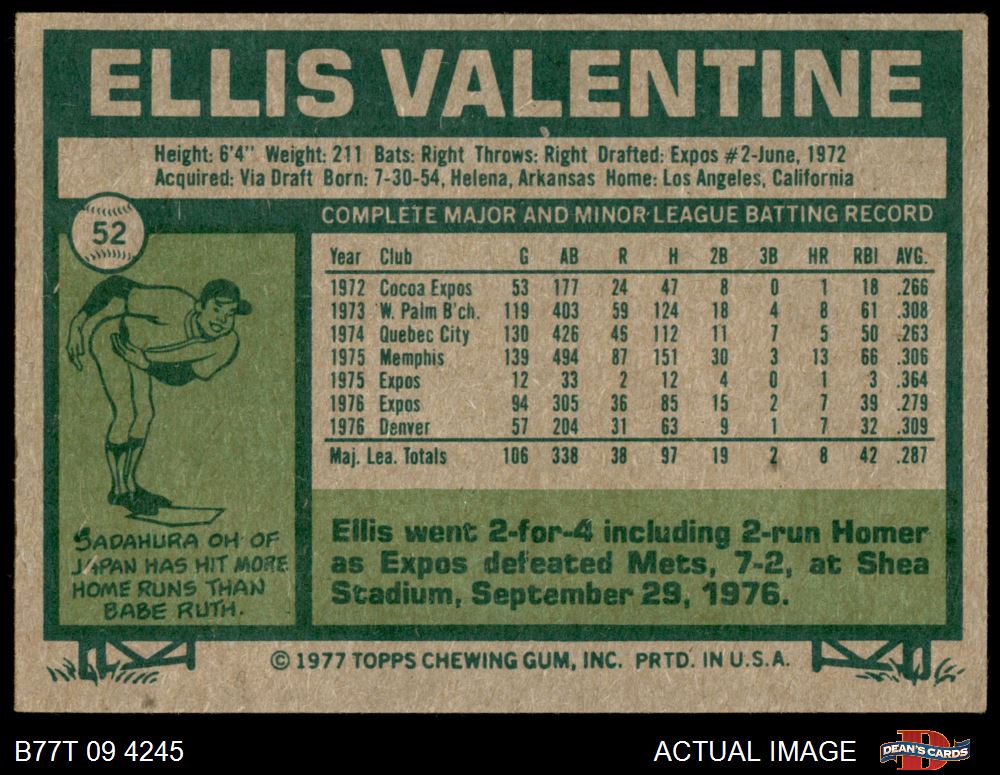 ELLIS VALENTINE
Height: 6'4" Weight: 211 Bats: Right Throws: Right Drafted: Expos #2-June, 1972
Acquired: Via Draft Born: 7-30-54, Helena, Arkansas Home: Los Angeles, California
52
COMPLETE MAJOR AND MINOR LEAGUE BATTING RECORD
Year Club G AB R H 2B 3B HR RBI AVG.
1972 Cocoa Expos 53 177 24 47 8 0 1 18 .266
1973 W. Palm B'ch. 119 403 59 124 18 4 8 61 .308
1974 Quebec City 130 426 45 112 11 7 5 50 .263
1975 Memphis 139 494 87 151 30 3 13 66 .306
1975 Expos 12 33 2 12 4 0 1 3 .364
1976 Expos 94 305 36 85 15 2 7 39 .279
1976 Denver 57 204 31 63 9 1 7 32 .309
Maj. Lea. Totals 106 338 38 97 19 2 8 42 .287
SADAHURA OH OF
JAPAN HAS HIT MORE
HOME RUNS THAN
BABE RUTH.
Ellis went 2-for-4 including 2-run Homer
as Expos defeated Mets, 7-2, at Shea
Stadium, September 29, 1976.
© 1977 TOPPS CHEWING GUM, INC. PRTD. IN U.S.A.
B77T 09 4245
ACTUAL IMAGE
D
DEAN'S CARDS